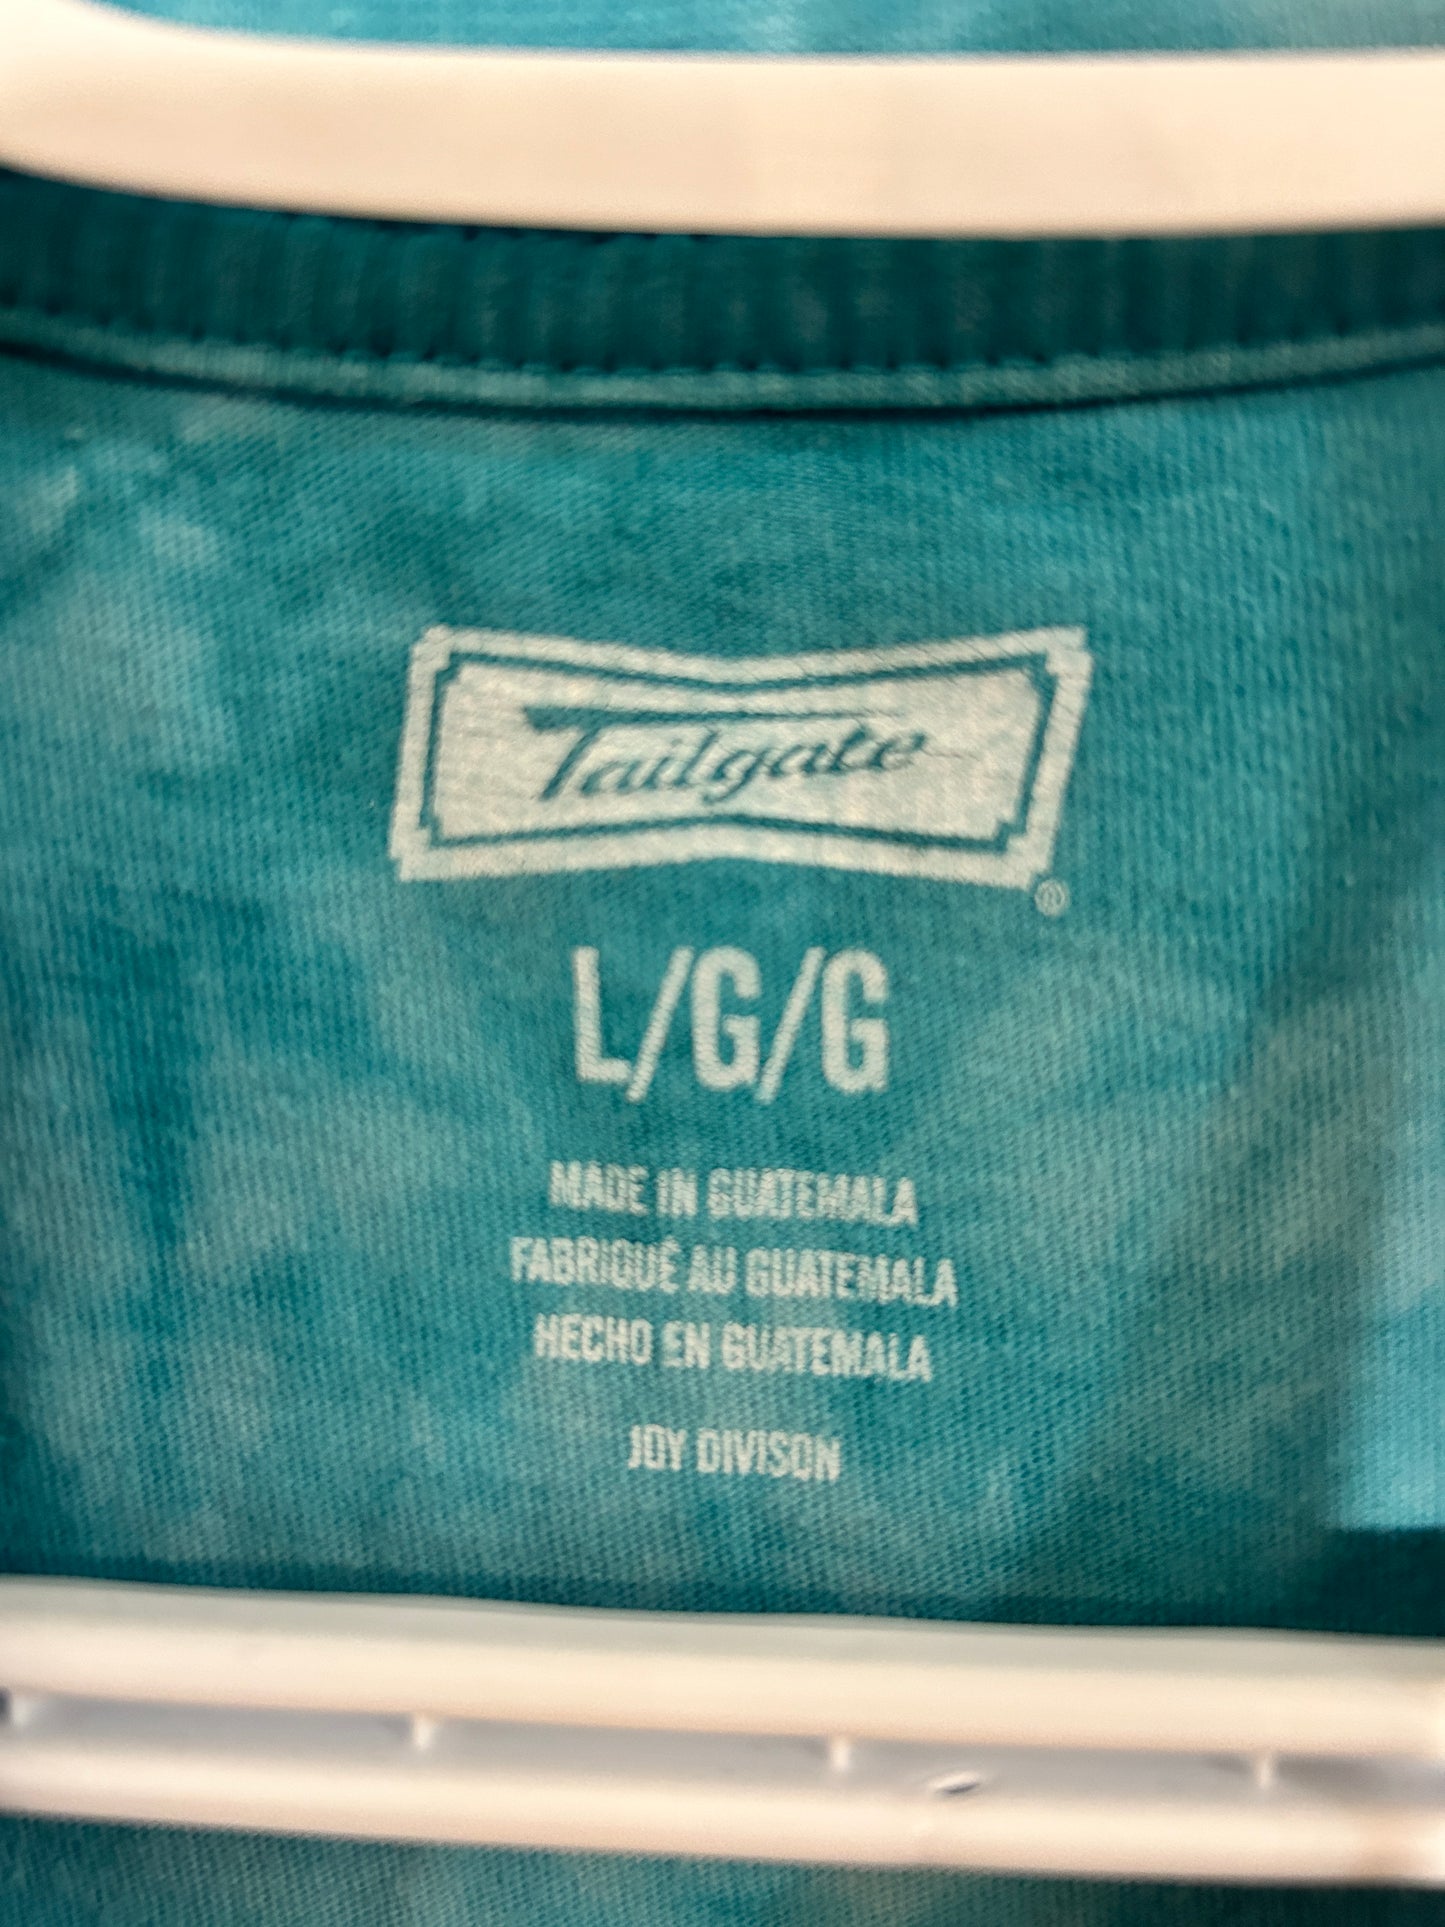 Tailgate
®
L/G/G
MADE IN GUATEMALA
FABRIQUÉ AU GUATEMALA
HECHO EN GUATEMALA
JOY DIVISON